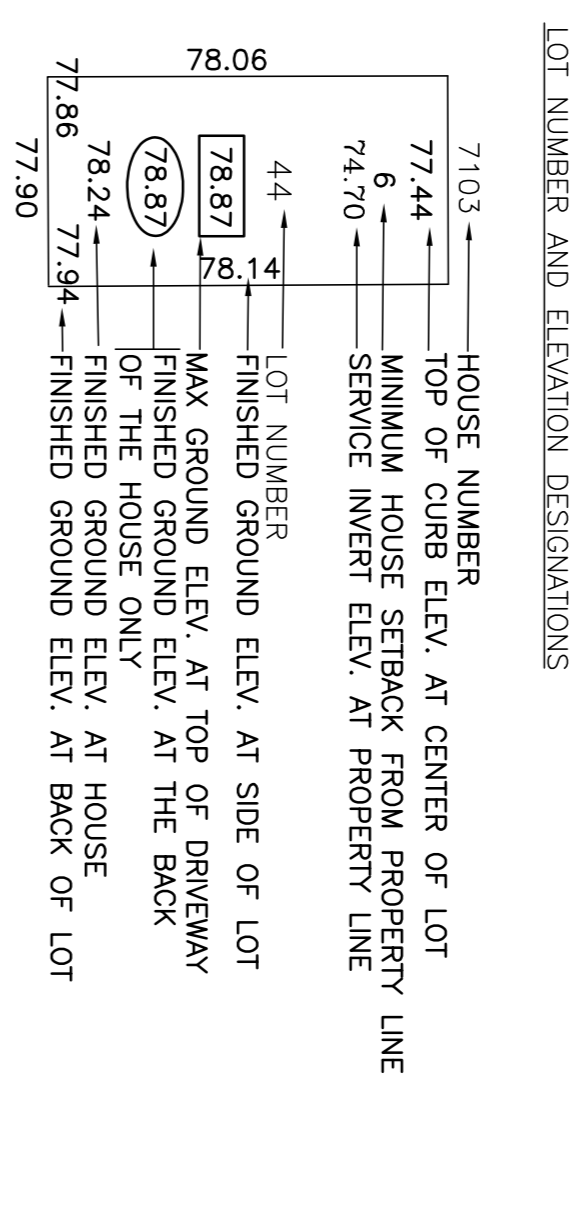 LOT NUMBER AND ELEVATION DESIGNATIONS
7103 HOUSE NUMBER
77.44 TOP OF CURB ELEV. AT CENTER OF LOT
6 MINIMUM HOUSE SETBACK FROM PROPERTY LINE
74.70 SERVICE INVERT ELEV. AT PROPERTY LINE
44 LOT NUMBER
78.14 FINISHED GROUND ELEV. AT SIDE OF LOT
78.06
78.87 MAX GROUND ELEV. AT TOP OF DRIVEWAY
78.87 FINISHED GROUND ELEV. AT THE BACK
OF THE HOUSE ONLY
78.24 FINISHED GROUND ELEV. AT HOUSE
77.86 77.94 FINISHED GROUND ELEV. AT BACK OF LOT
77.90